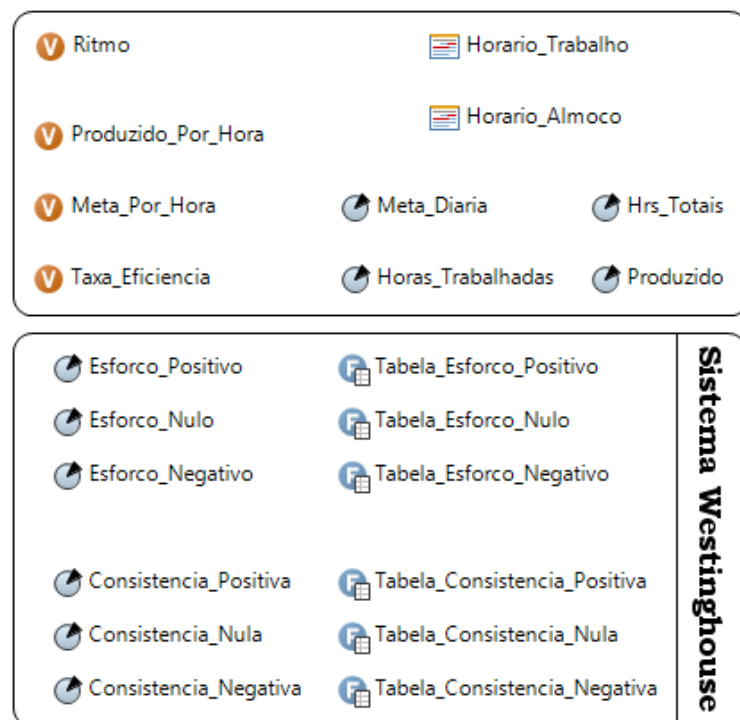 V Ritmo
Horario_Trabalho
V Produzido_Por_Hora
Horario_Almoco
V Meta_Por_Hora
Meta_Diaria
Hrs_Totais
V Taxa_Eficiencia
Horas_Trabalhadas
Produzido
Esforco_Positivo
F Tabela_Esforco_Positivo
Esforco_Nulo
F Tabela_Esforco_Nulo
Esforco_Negativo
F Tabela_Esforco_Negativo
Consistencia_Positiva
F Tabela_Consistencia_Positiva
Consistencia_Nula
F Tabela_Consistencia_Nula
Consistencia_Negativa
F Tabela_Consistencia_Negativa
Sistema Westinghouse